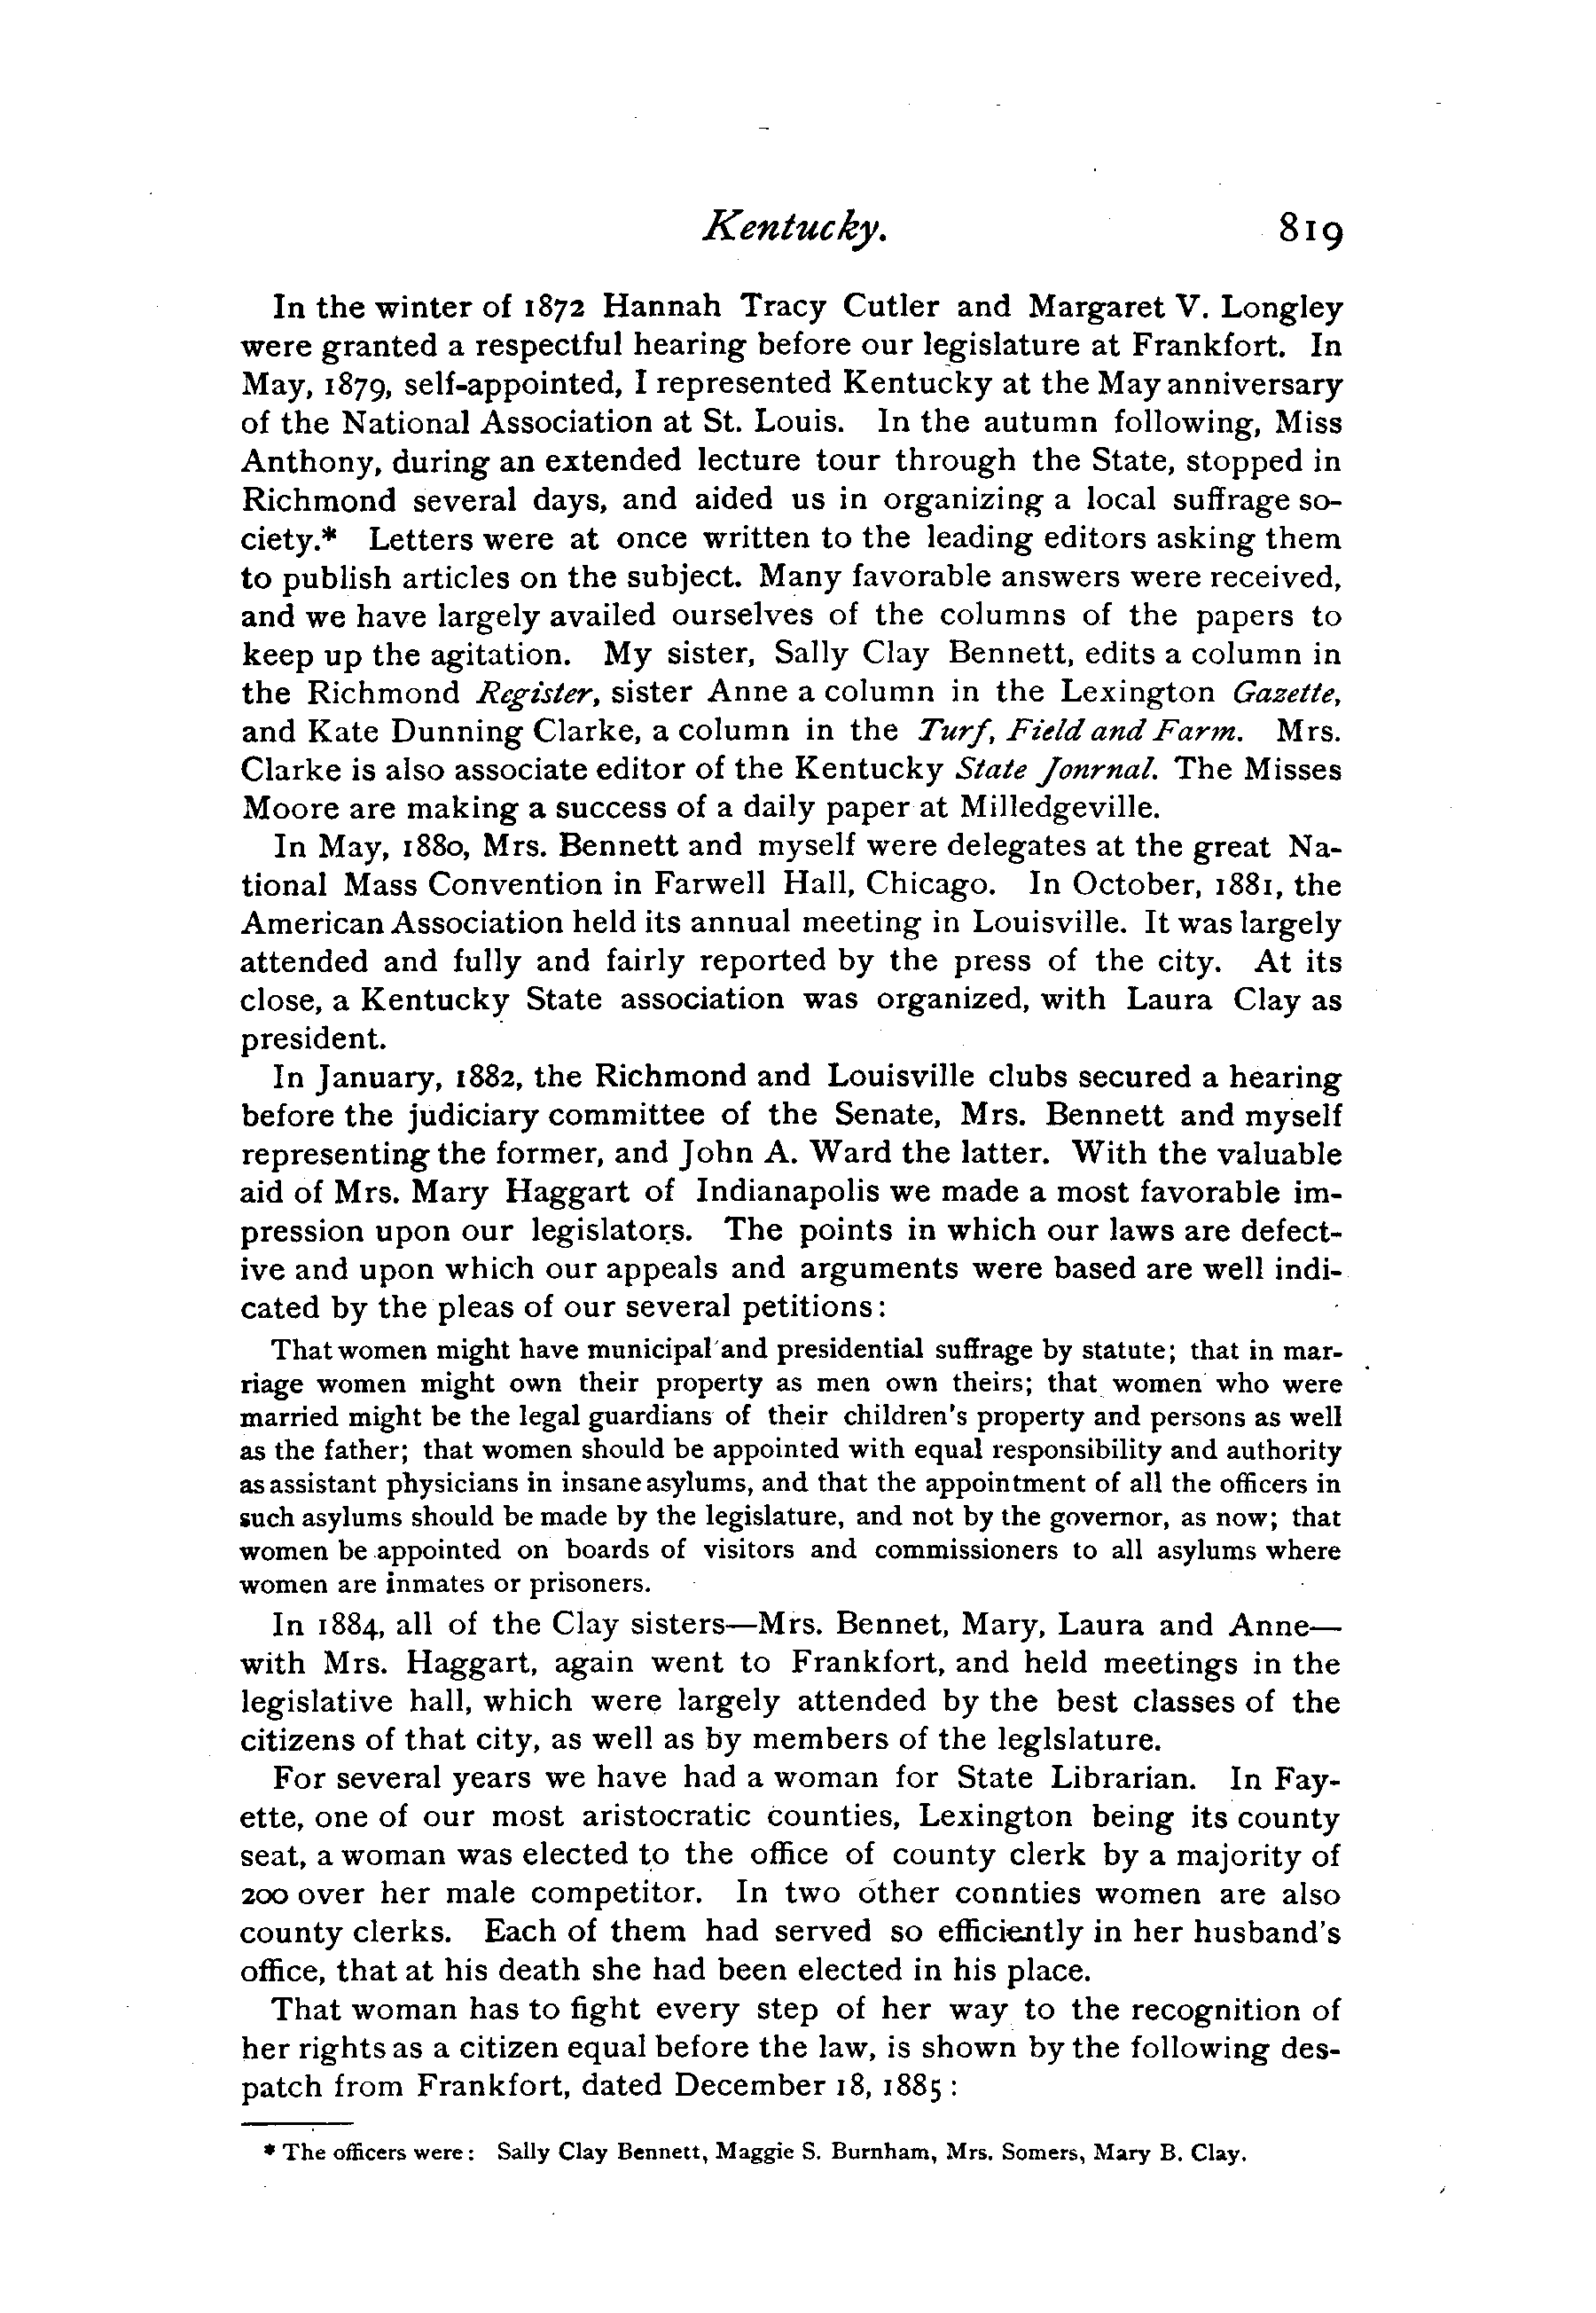 Kentucky. 819
In the winter of 1872 Hannah Tracy Cutler and Margaret V. Longley
were granted a respectful hearing before our legislature at Frankfort. In
May, 1879, self-appointed, I represented Kentucky at the May anniversary
of the National Association at St. Louis. In the autumn following, Miss
Anthony, during an extended lecture tour through the State, stopped in
Richmond several days, and aided us in organizing a local suffrage so-
ciety.* Letters were at once written to the leading editors asking them
to publish articles on the subject. Many favorable answers were received,
and we have largely availed ourselves of the columns of the papers to
keep up the agitation. My sister, Sally Clay Bennett, edits a column in
the Richmond Register, sister Anne a column in the Lexington Gazette,
and Kate Dunning Clarke, a column in the Turf, Field and Farm. Mrs.
Clarke is also associate editor of the Kentucky State Jonrnal. The Misses
Moore are making a success of a daily paper at Milledgeville.
In May, 1880, Mrs. Bennett and myself were delegates at the great Na-
tional Mass Convention in Farwell Hall, Chicago. In October, 1881, the
American Association held its annual meeting in Louisville. It was largely
attended and fully and fairly reported by the press of the city. At its
close, a Kentucky State association was organized, with Laura Clay as
president.
In January, 1882, the Richmond and Louisville clubs secured a hearing
before the judiciary committee of the Senate, Mrs. Bennett and myself
representing the former, and John A. Ward the latter. With the valuable
aid of Mrs. Mary Haggart of Indianapolis we made a most favorable im-
pression upon our legislators. The points in which our laws are defect-
ive and upon which our appeals and arguments were based are well indi-
cated by the pleas of our several petitions:
That women might have municipal and presidential suffrage by statute; that in mar-
riage women might own their property as men own theirs; that women who were
married might be the legal guardians of their children's property and persons as well
as the father; that women should be appointed with equal responsibility and authority
as assistant physicians in insane asylums, and that the appointment of all the officers in
such asylums should be made by the legislature, and not by the governor, as now; that
women be appointed on boards of visitors and commissioners to all asylums where
women are inmates or prisoners.
In 1884, all of the Clay sisters—Mrs. Bennet, Mary, Laura and Anne—
with Mrs. Haggart, again went to Frankfort, and held meetings in the
legislative hall, which were largely attended by the best classes of the
citizens of that city, as well as by members of the leglslature.
For several years we have had a woman for State Librarian. In Fay-
ette, one of our most aristocratic counties, Lexington being its county
seat, a woman was elected to the office of county clerk by a majority of
200 over her male competitor. In two other connties women are also
county clerks. Each of them had served so efficiently in her husband's
office, that at his death she had been elected in his place.
That woman has to fight every step of her way to the recognition of
her rights as a citizen equal before the law, is shown by the following des-
patch from Frankfort, dated December 18, 1885:
* The officers were: Sally Clay Bennett, Maggie S. Burnham, Mrs. Somers, Mary B. Clay.